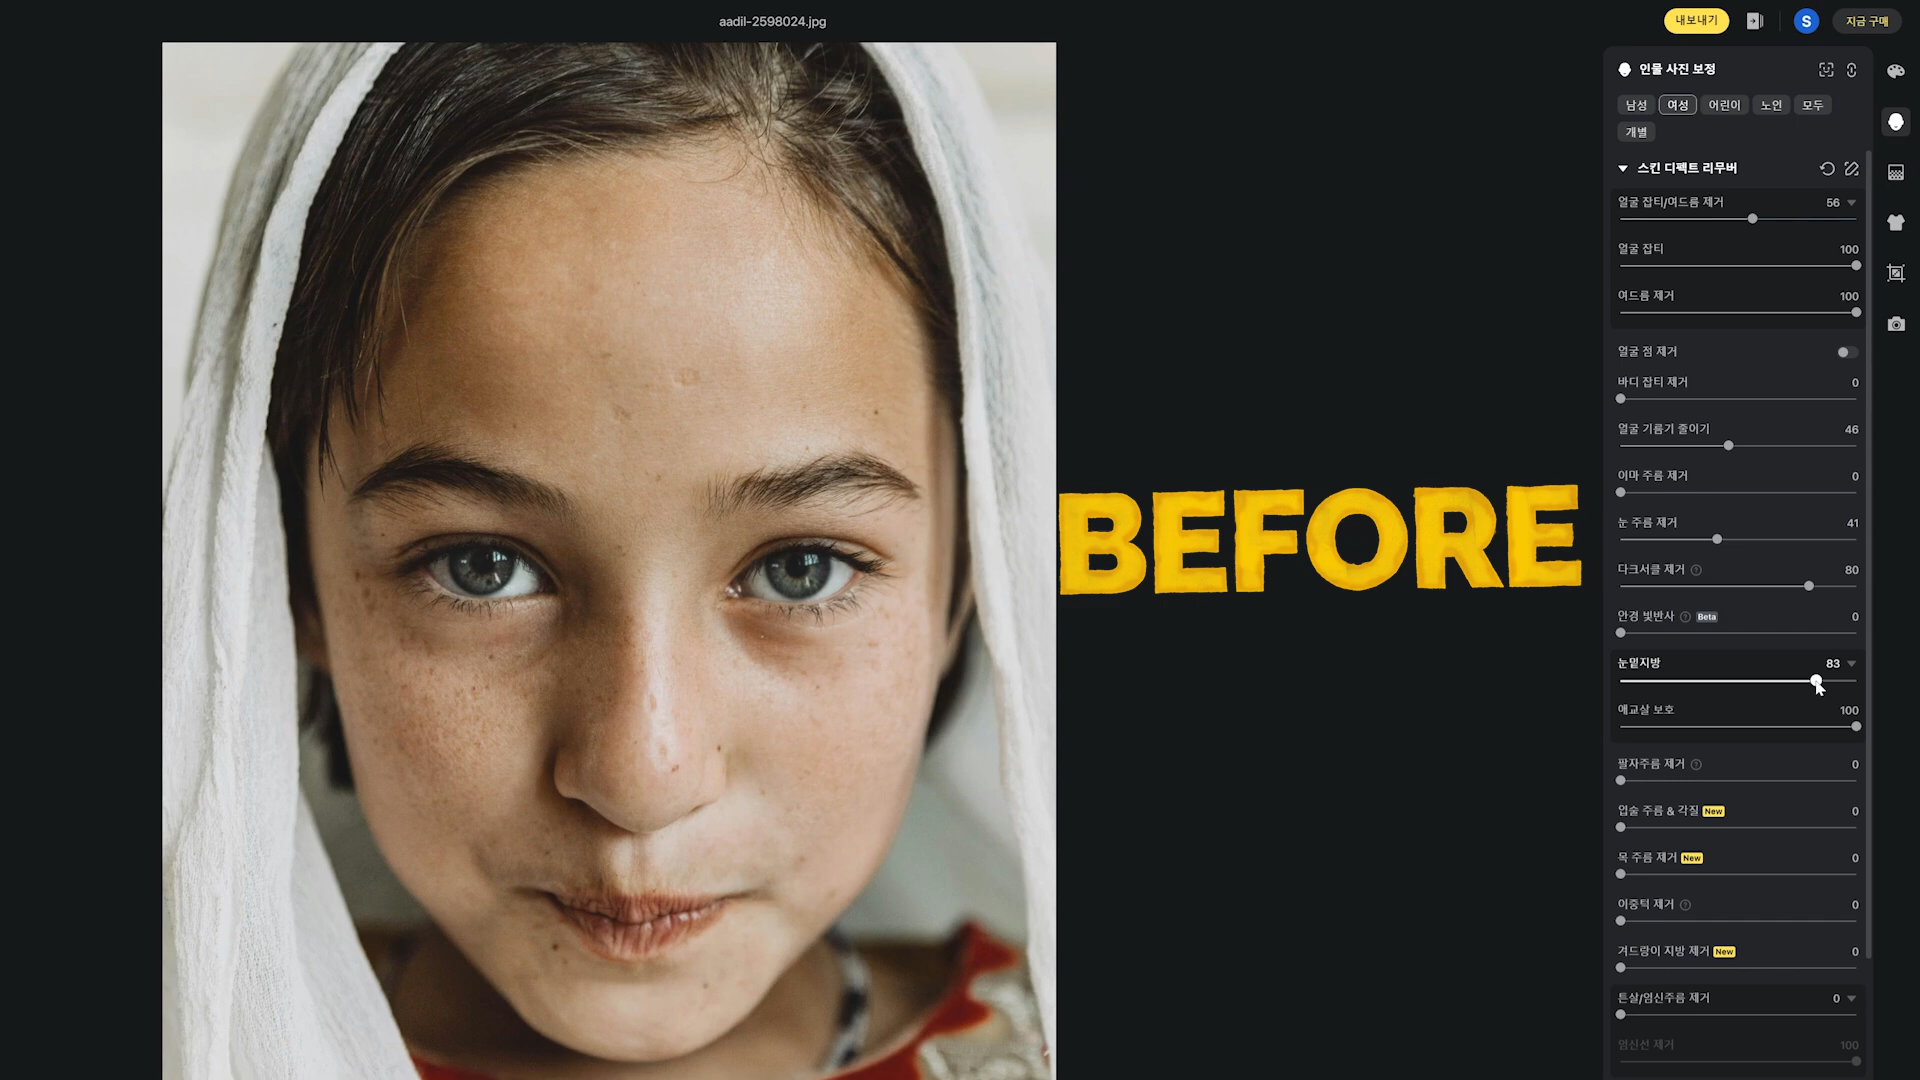 aadil-2598024.jpg
내보내기
S
지금 구매
인물 사진 보정
남성 여성 어린이 노인 모두
개별
스킨 디펙트 리무버
얼굴 잡티/여드름 제거 56
얼굴 잡티 100
여드름 제거 100
얼굴 점 제거
바디 잡티 제거 0
얼굴 기름기 줄이기 46
이마 주름 제거 0
눈 주름 제거 41
다크서클 제거 ? 80
안경 빛반사 ? Beta 0
눈밑지방 83
애교살 보호 100
팔자주름 제거 ? 0
입술 주름 & 각질 New 0
목 주름 제거 New 0
이중턱 제거 ? 0
겨드랑이 지방 제거 New 0
튼살/임신주름 제거 0
임신선 제거 100
BEFORE